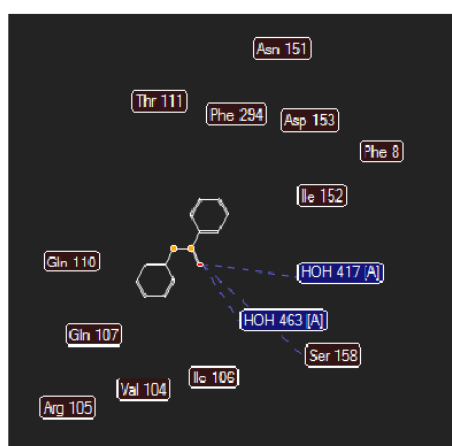 Asn 151
Thr 111
Phe 294
Asp 153
Phe 8
Ile 152
Gln 110
HOH 417 [A]
HOH 463 [A]
Gln 107
Ser 158
Ile 106
Val 104
Arg 105